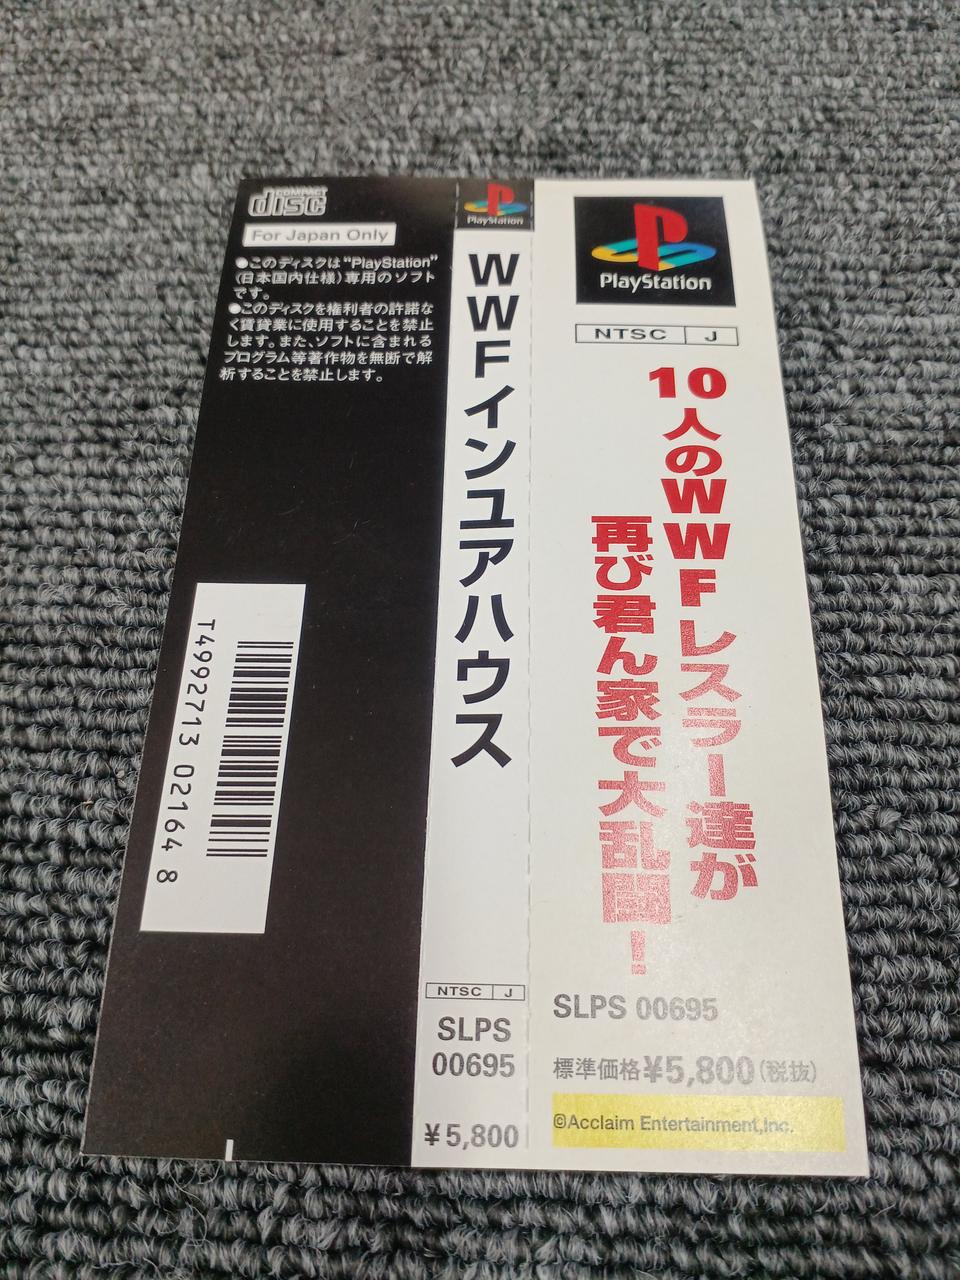 COMPACT
disc
For Japan Only
●このディスクは"PlayStation"
(日本国内仕様)専用のソフト
です。
●このディスクを権利者の許諾な
く賃貸業に使用することを禁止
します。また、ソフトに含まれる
プログラム等著作物を無断で解
析することを禁止します。
T4992713 02164 8
PlayStation
WWFインユアハウス
NTSC J
SLPS
00695
¥5,800
PlayStation
NTSC J
10人のWWFレスラー達が
再び君ん家で大乱闘!
SLPS 00695
標準価格¥5,800(税抜)
©Acclaim Entertainment,Inc.